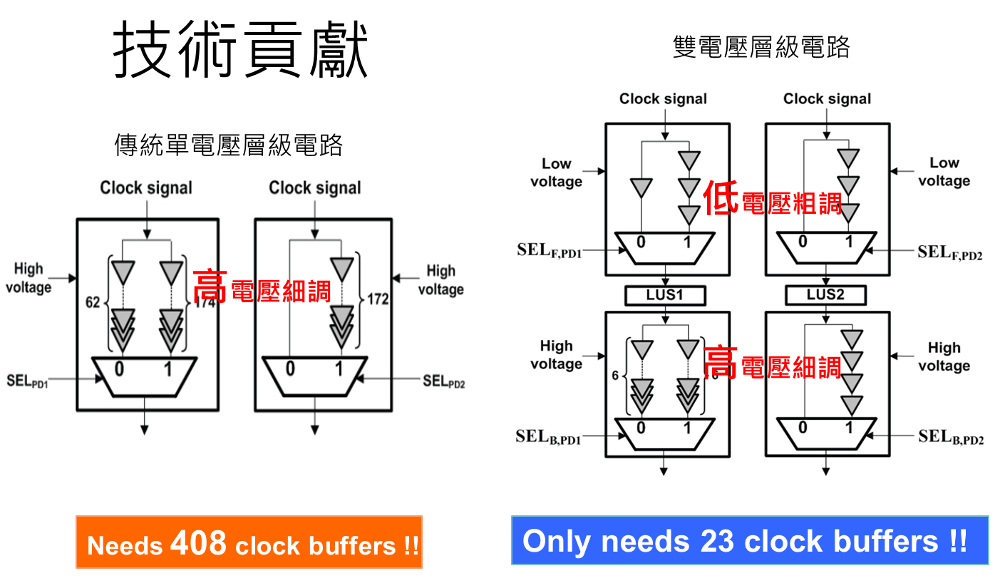 技術貢獻
傳統單電壓層級電路
Clock signal
Clock signal
High
voltage
62
174
高電壓細調
172
High
voltage
0
1
0
1
SELPD1
SELPD2
Needs 408 clock buffers !!
雙電壓層級電路
Clock signal
Clock signal
Low
voltage
Low
voltage
低電壓粗調
0
1
0
1
SELF,PD1
SELF,PD2
LUS1
LUS2
High
voltage
High
voltage
6
6
高電壓細調
0
1
0
1
SELB,PD1
SELB,PD2
Only needs 23 clock buffers !!